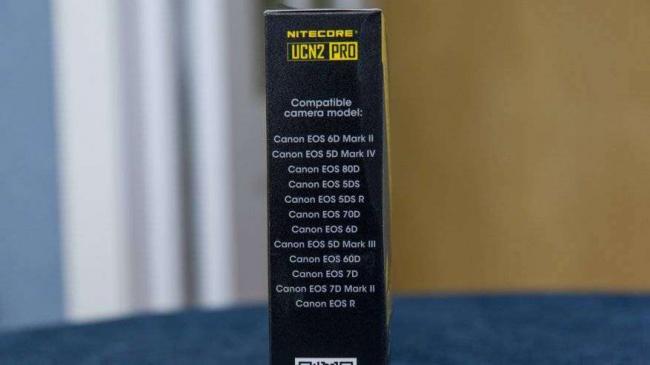 NITECORE®
UCN2 PRO
Compatible
camera model:
Canon EOS 6D Mark II
Canon EOS 5D Mark IV
Canon EOS 80D
Canon EOS 5DS
Canon EOS 5DS R
Canon EOS 70D
Canon EOS 6D
Canon EOS 5D Mark III
Canon EOS 60D
Canon EOS 7D
Canon EOS 7D Mark II
Canon EOS R